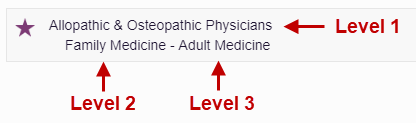 Allopathic & Osteopathic Physicians Level 1
Family Medicine - Adult Medicine
Level 2 Level 3